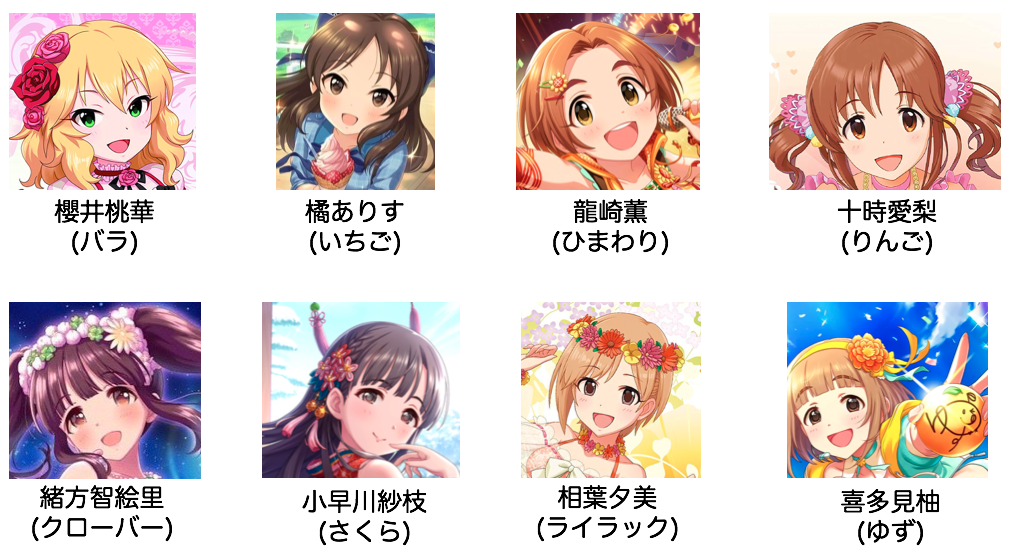 櫻井桃華
(バラ)
橘ありす
(いちご)
龍崎薫
(ひまわり)
十時愛梨
(りんご)
緒方智絵里
(クローバー)
小早川紗枝
(さくら)
相葉夕美
(ライラック)
喜多見柚
(ゆず)
ゆず